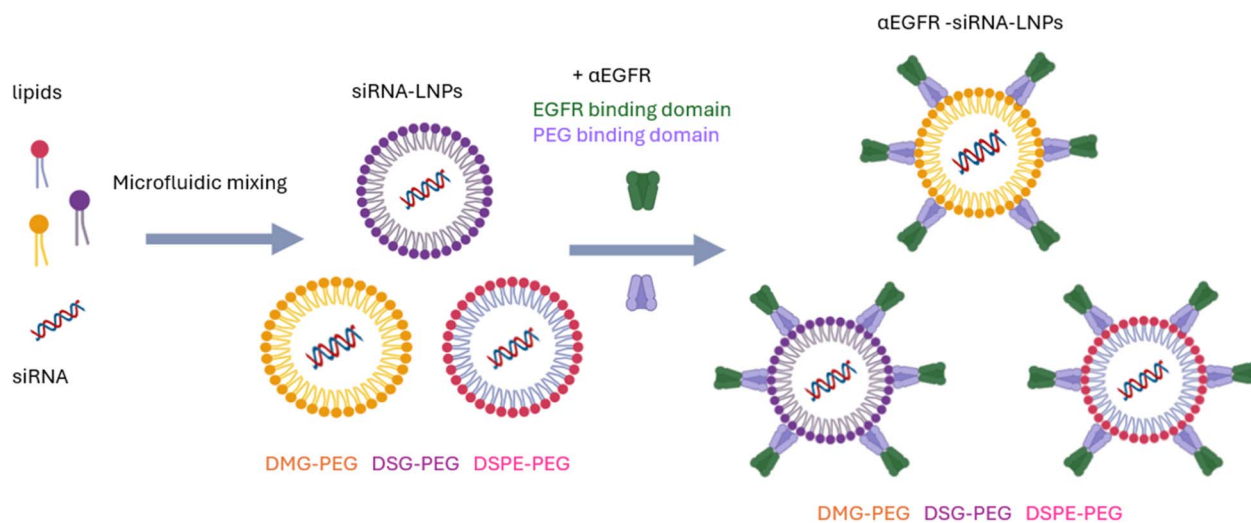 lipids
siRNA
Microfluidic mixing
siRNA-LNPs
DMG-PEG DSG-PEG DSPE-PEG
+ αEGFR
EGFR binding domain
PEG binding domain
αEGFR -siRNA-LNPs
DMG-PEG DSG-PEG DSPE-PEG